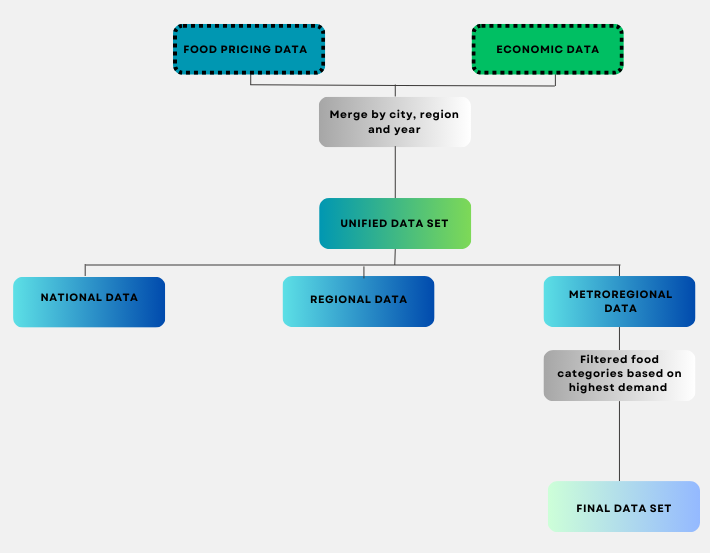 FOOD PRICING DATA
ECONOMIC DATA
Merge by city, region
and year
UNIFIED DATA SET
NATIONAL DATA
REGIONAL DATA
METROREGIONAL
DATA
Filtered food
categories based on
highest demand
FINAL DATA SET